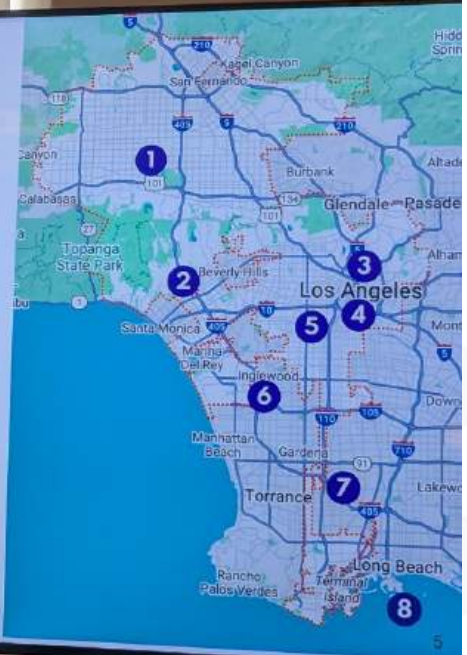 5
210
Hidd
Sprin
Kagel Canyon
San Fernando
118
405
5
210
Canyon
1
Burbank
Altade
101
134
Calabasas
Glendale
Pasade
101
27
Topanga
State Park
5
3
Alham
2
Beverly Hills
Los Angeles
ibu
1
10
4
5
Mont
Santa Monica
405
5
Marina
Del Rey
Inglewood
6
Down
110
105
Manhattan
Beach
Gardena
710
91
7
Lakewo
Torrance
405
Long Beach
Rancho
Palos Verdes
Terminal
Island
8
5